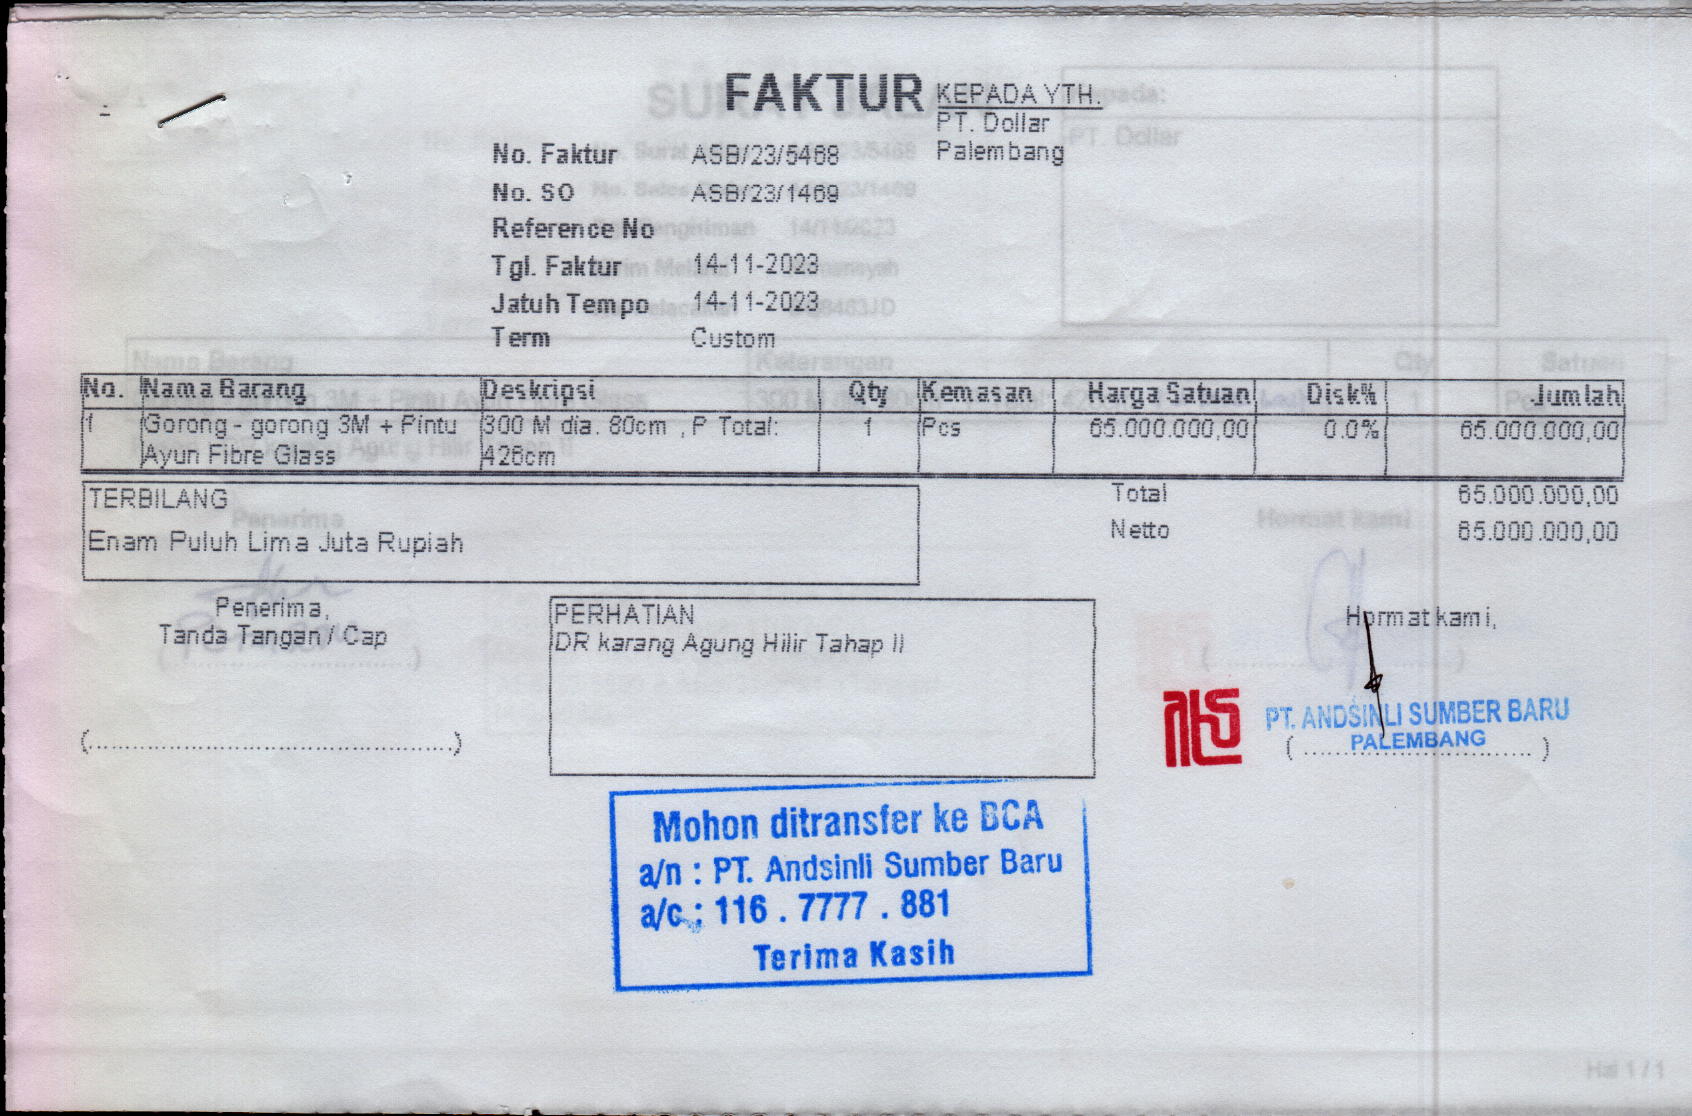 FAKTUR
KEPADA YTH.
PT. Dollar
Palembang
No. Faktur ASB/23/5468
No. SO ASB/23/1469
Reference No
Tgl. Faktur 14-11-2023
Jatuh Tempo 14-11-2023
Term Custom
No. Nama Barang Deskripsi Qty Kemasan Harga Satuan Disk% Jumlah
1 Gorong - gorong 3M + Pintu 300 M dia. 80cm , P Total: 1 Pcs 65.000.000,00 0.0% 65.000.000,00
Ayun Fibre Glass 426cm
TERBILANG
Enam Puluh Lima Juta Rupiah
Total 65.000.000,00
Netto 65.000.000,00
Penerima,
Tanda Tangan / Cap
(.......................................................)
PERHATIAN
DR karang Agung Hilir Tahap II
Hormat kami,
PT. ANDSINLI SUMBER BARU
PALEMBANG
( .................................... )
Mohon ditransfer ke BCA
a/n : PT. Andsinli Sumber Baru
a/c : 116 . 7777 . 881
Terima Kasih
Hal 1 / 1